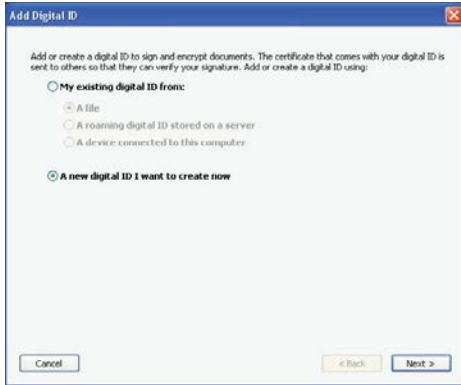 Add Digital ID
Add or create a digital ID to sign and encrypt documents. The certificate that comes with your digital ID is
sent to others so that they can verify your signature. Add or create a digital ID using:
My existing digital ID from:
A file
A roaming digital ID stored on a server
A device connected to this computer
A new digital ID I want to create now
Cancel
< Back
Next >